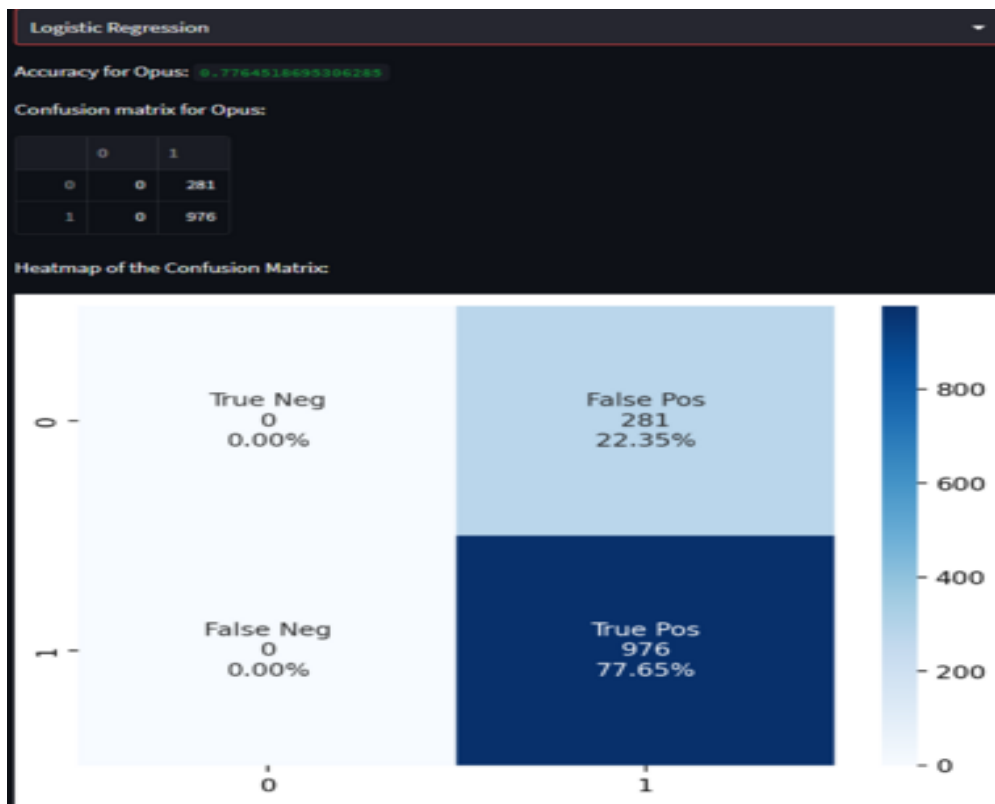 Logistic Regression
Accuracy for Opus: 0.7764518695306285
Confusion matrix for Opus:
0 1
0 0 281
1 0 976
Heatmap of the Confusion Matrix:
True Neg
0
0.00%
False Pos
281
22.35%
800
600
400
200
0
0
False Neg
0
0.00%
True Pos
976
77.65%
1
0 1